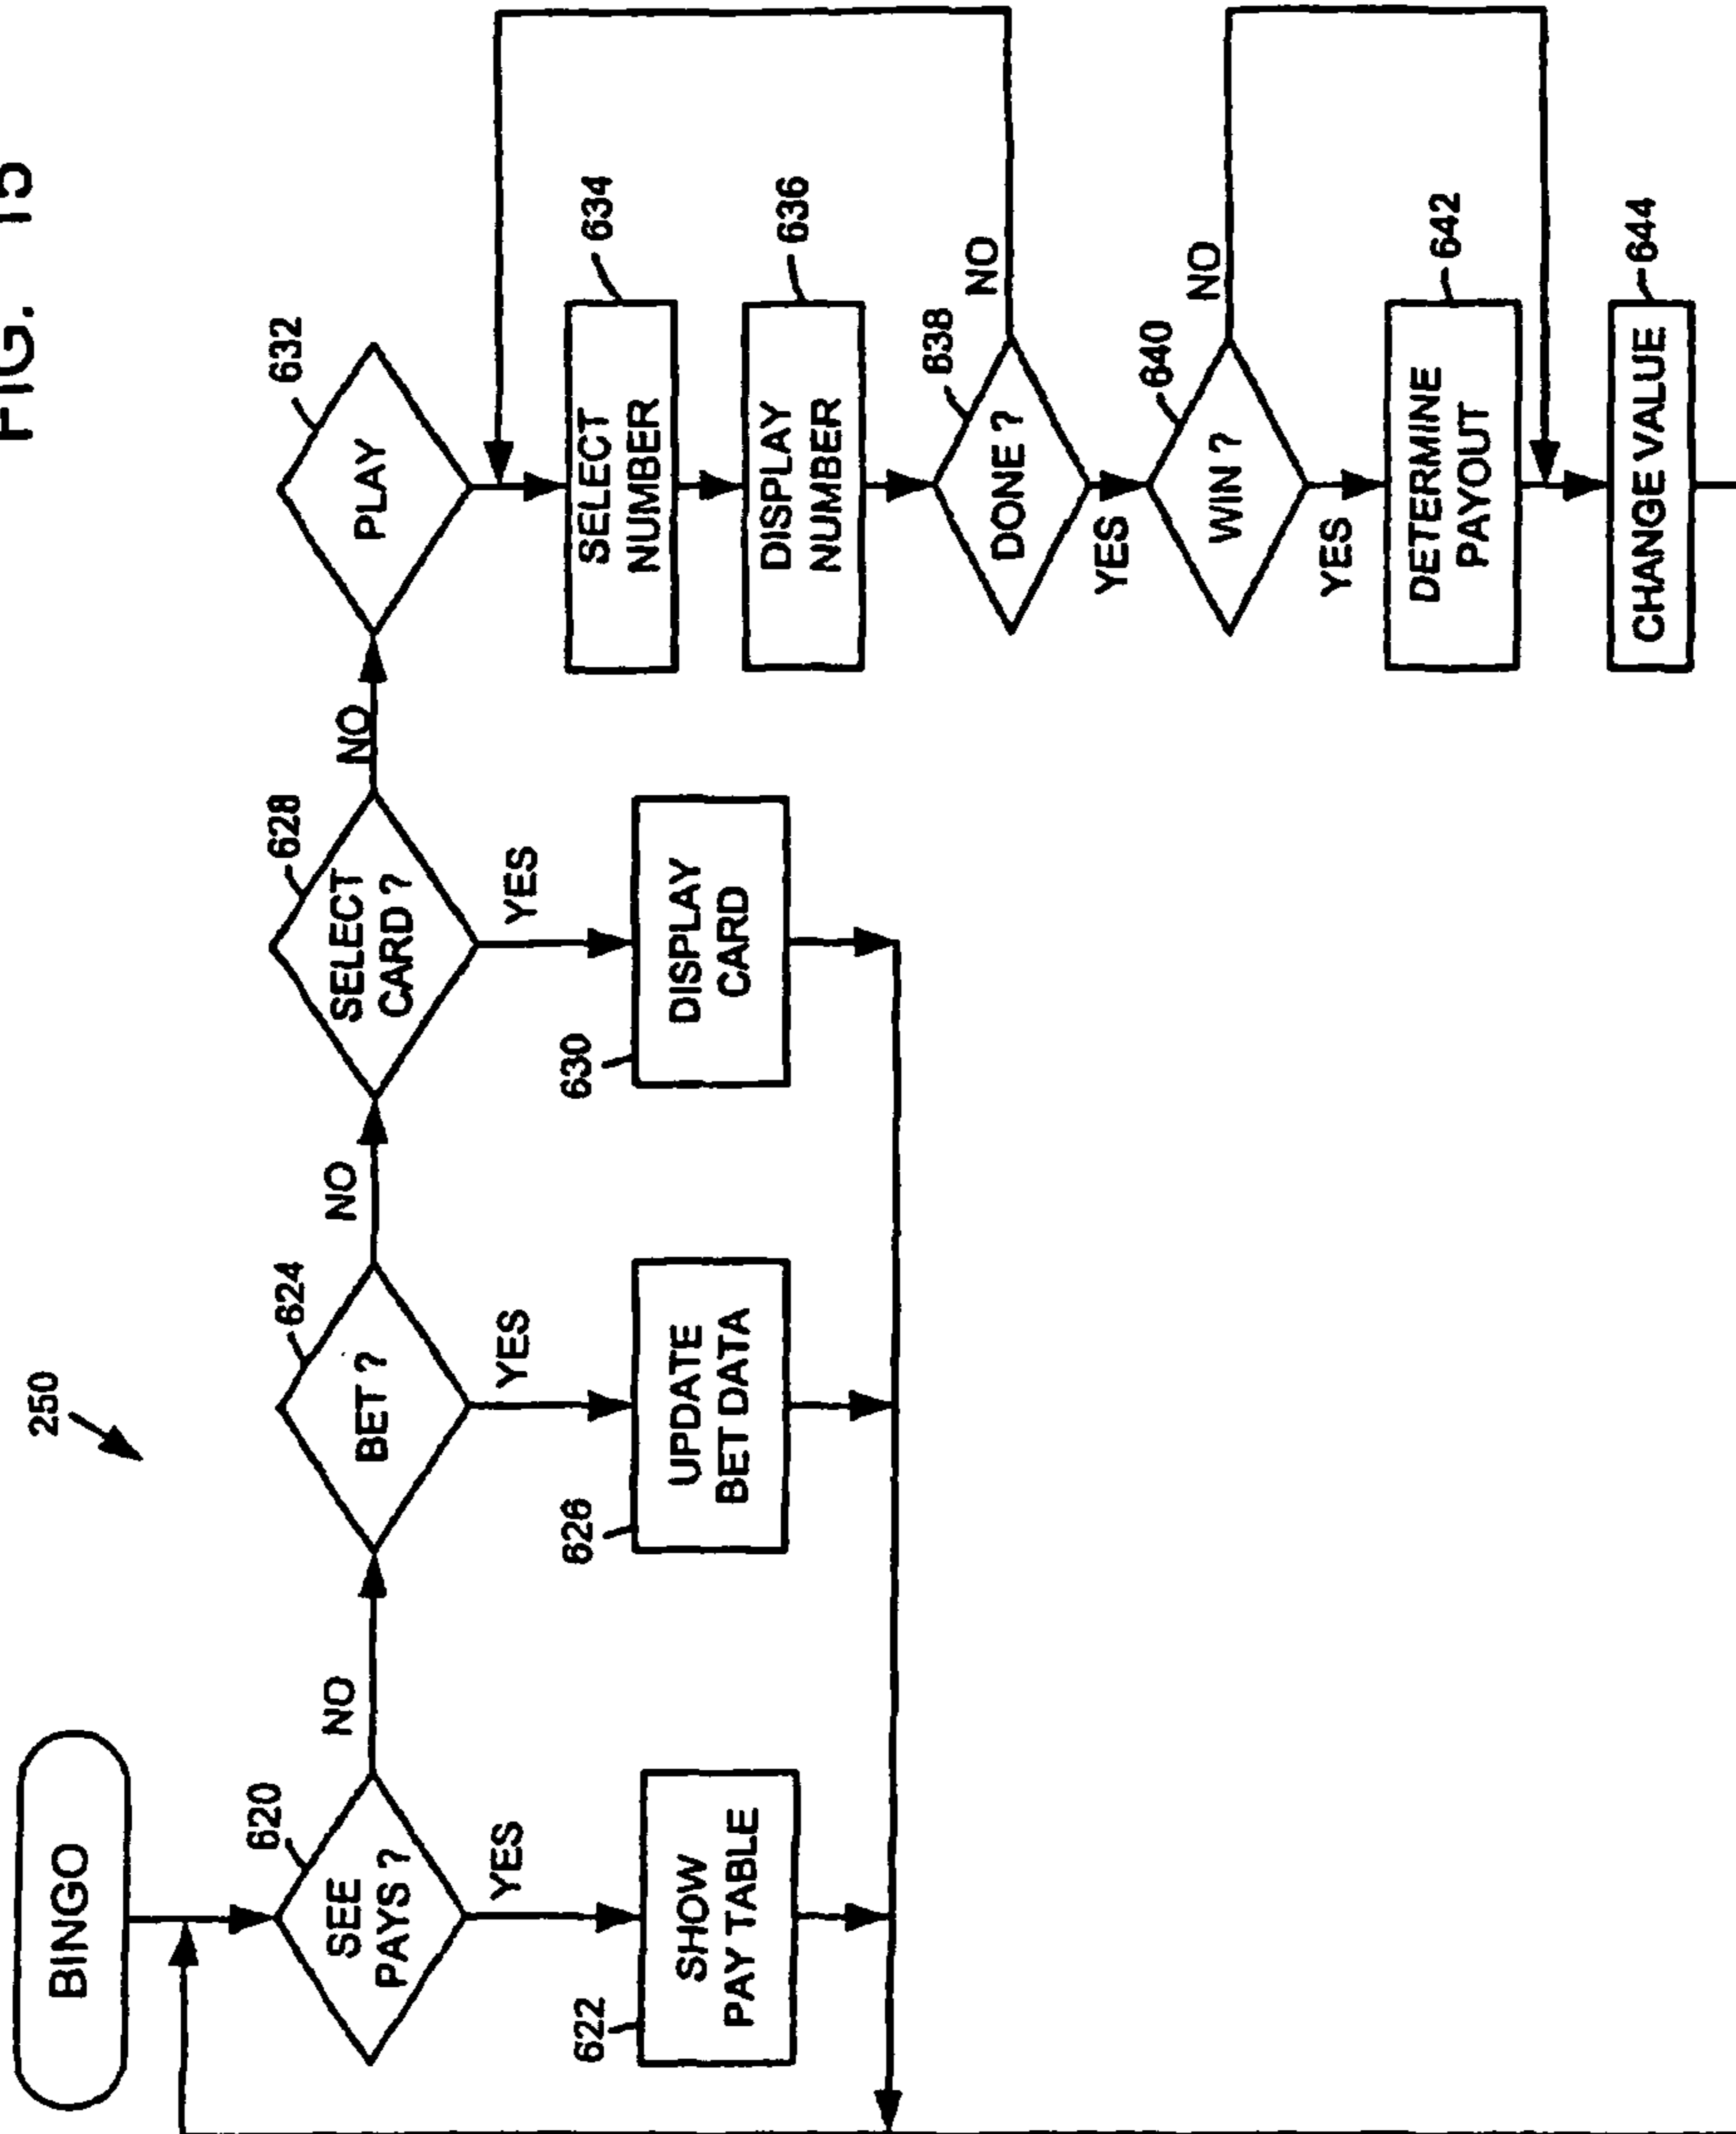 FIG. 15
250
BINGO
620
SEE
PAYS ?
NO
YES
622
SHOW
PAY TABLE
624
BET ?
NO
YES
626
UPDATE
BET DATA
628
SELECT
CARD ?
NO
YES
630
DISPLAY
CARD
632
PLAY
634
SELECT
NUMBER
636
DISPLAY
NUMBER
638
DONE ?
NO
YES
640
WIN ?
NO
YES
642
DETERMINE
PAYOUT
644
CHANGE VALUE